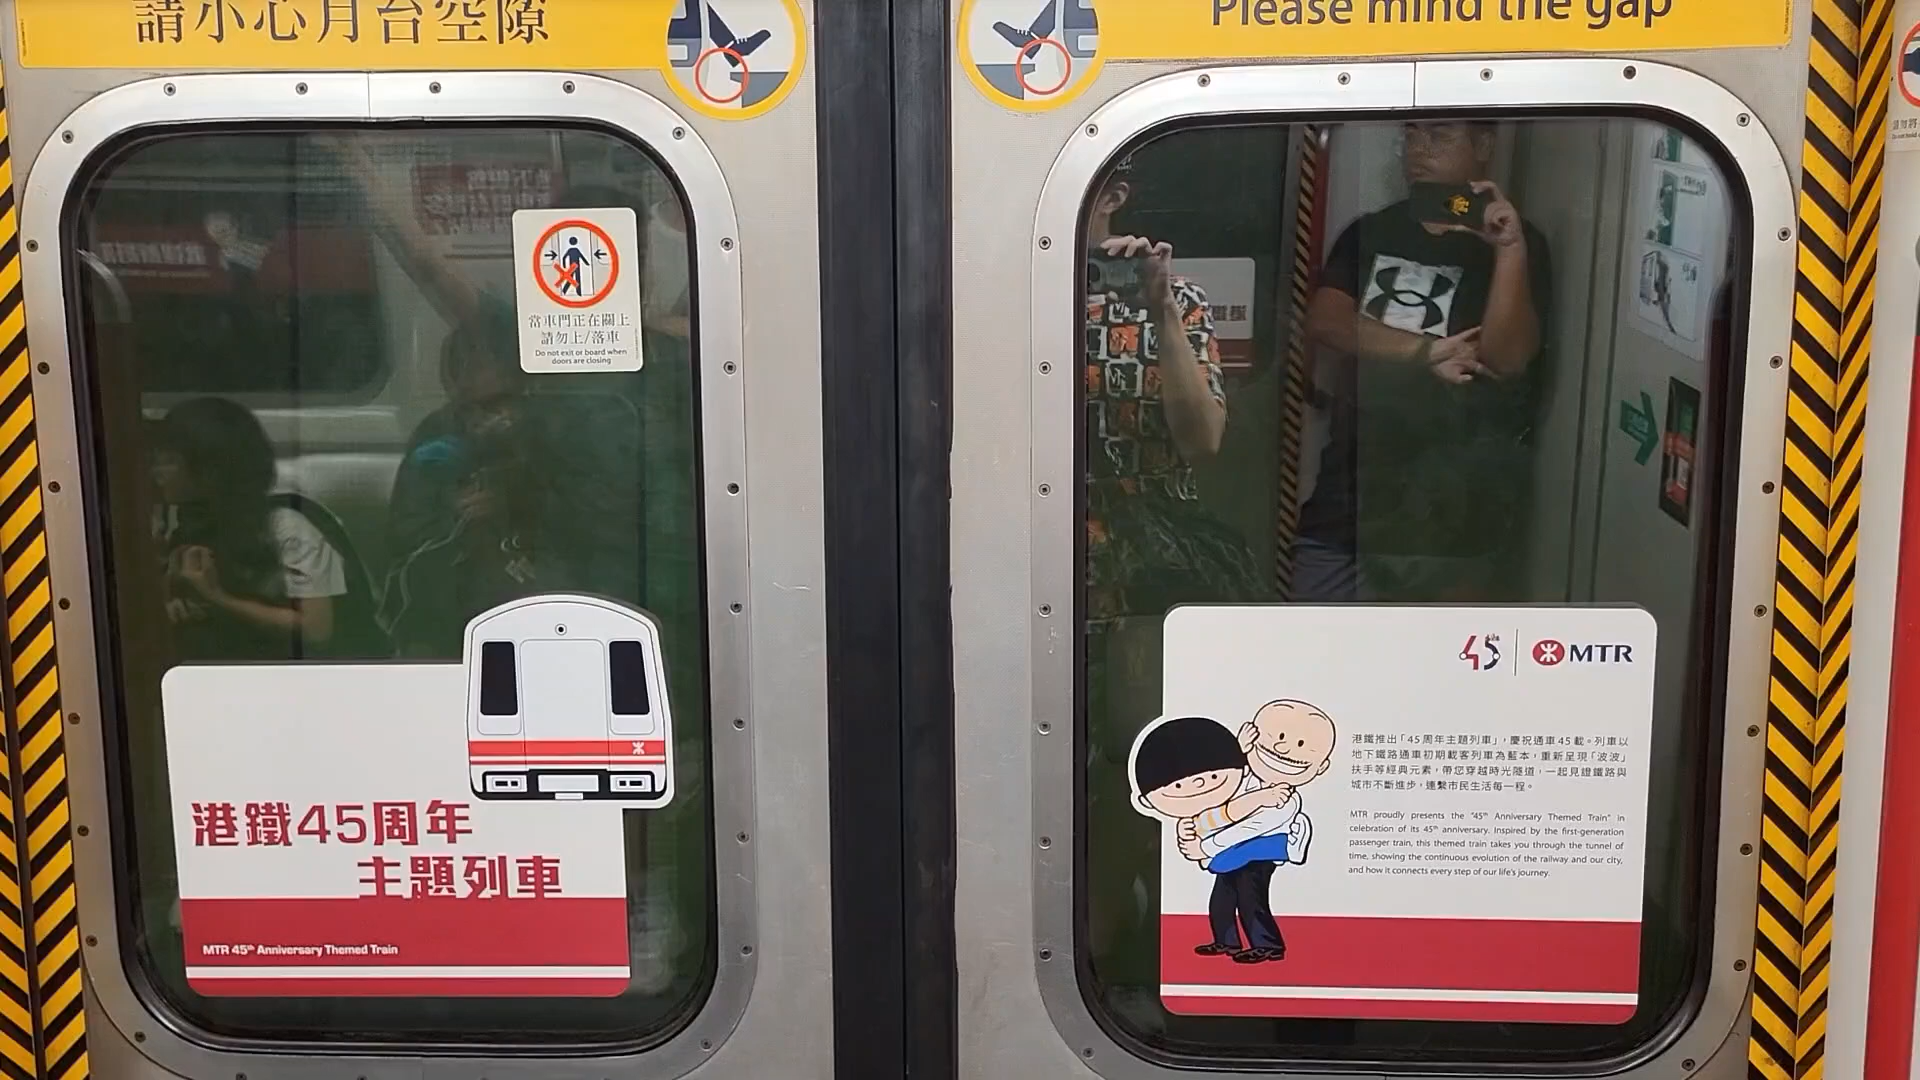 請小心月台空隙
Please mind the gap
當車門正在關上
請勿上/落車
Do not exit or board when
doors are closing
港鐵45周年
主題列車
MTR 45th Anniversary Themed Train
45
MTR
港鐵推出「45周年主題列車」，慶祝通車45載。列車以
地下鐵路通車初期載客列車為藍本，重新呈現「波波」
扶手等經典元素，帶您穿越時光隧道，一起見證鐵路與
城市不斷進步，連繫市民生活每一程。
MTR proudly presents the "45th Anniversary Themed Train" in
celebration of its 45th anniversary. Inspired by the first-generation
passenger train, this themed train takes you through the tunnel of
time, showing the continuous evolution of the railway and our city,
and how it connects every step of our life's journey.